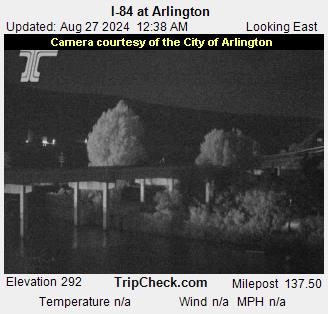 I-84 at Arlington
Updated: Aug 27 2024 12:38 AM Looking East
Camera courtesy of the City of Arlington
Elevation 292 TripCheck.com Milepost 137.50
Temperature n/a Wind n/a MPH n/a